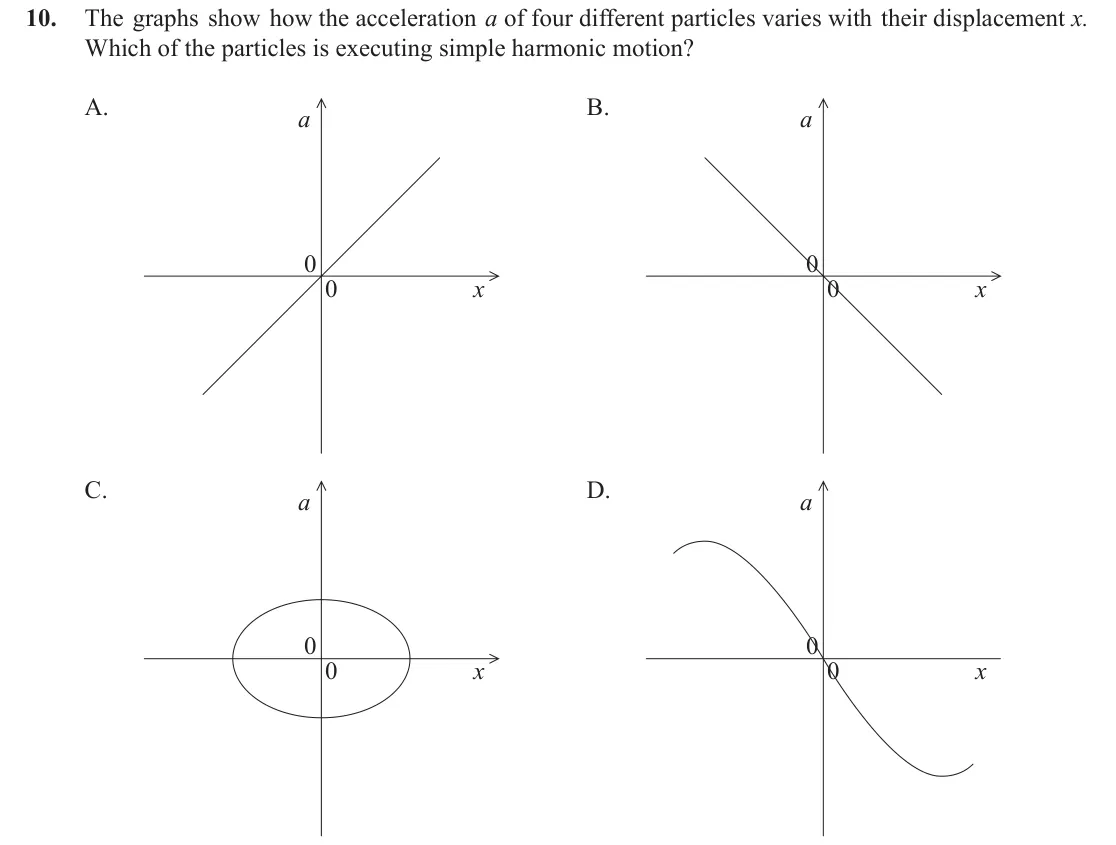 10. The graphs show how the acceleration a of four different particles varies with their displacement x.
Which of the particles is executing simple harmonic motion?
A. B.
a a
0 0
0 x 0 x
C. D.
a a
0 0
0 x 0 x